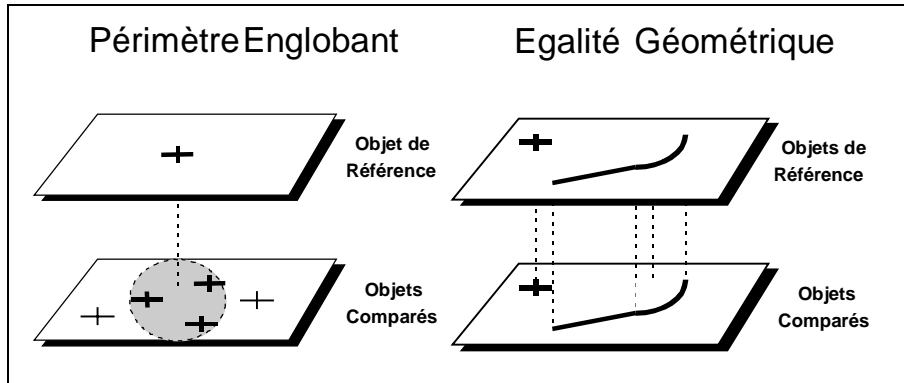 Périmètre Englobant
Egalité Géométrique
Objet de
Référence
Objets de
Référence
Objets
Comparés
Objets
Comparés